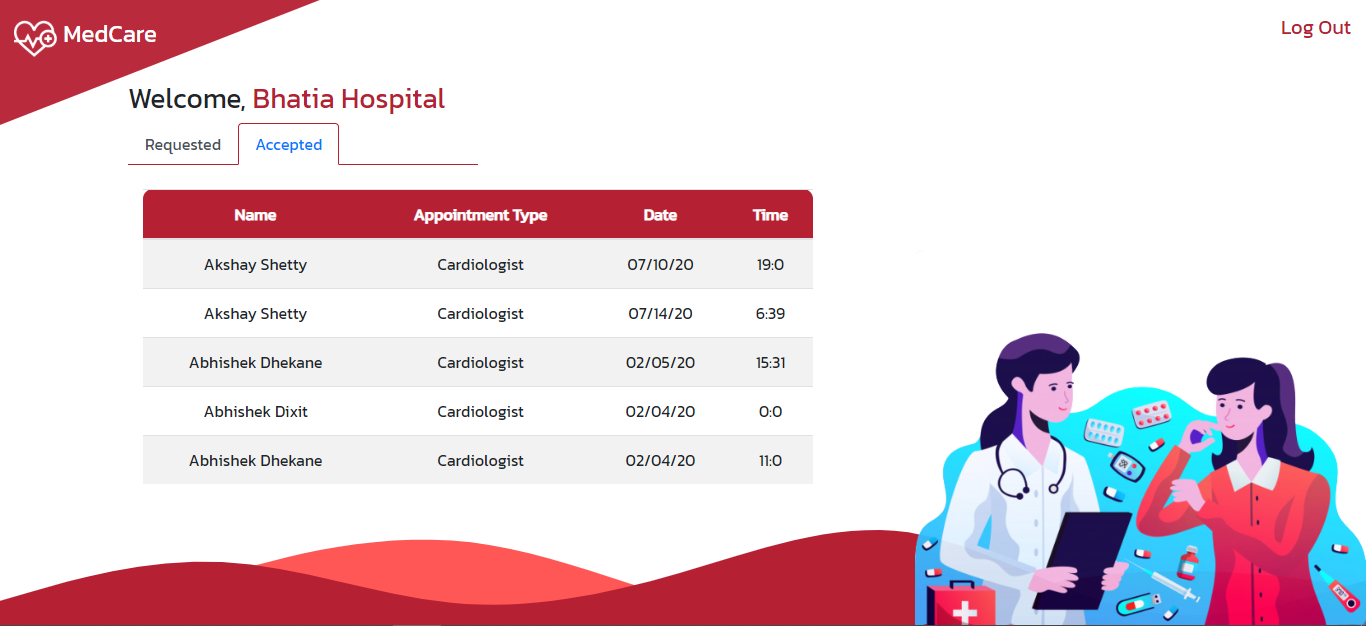 MedCare
Log Out
Welcome, Bhatia Hospital
Requested Accepted
Name Appointment Type Date Time
Akshay Shetty Cardiologist 07/10/20 19:0
Akshay Shetty Cardiologist 07/14/20 6:39
Abhishek Dhekane Cardiologist 02/05/20 15:31
Abhishek Dixit Cardiologist 02/04/20 0:0
Abhishek Dhekane Cardiologist 02/04/20 11:0